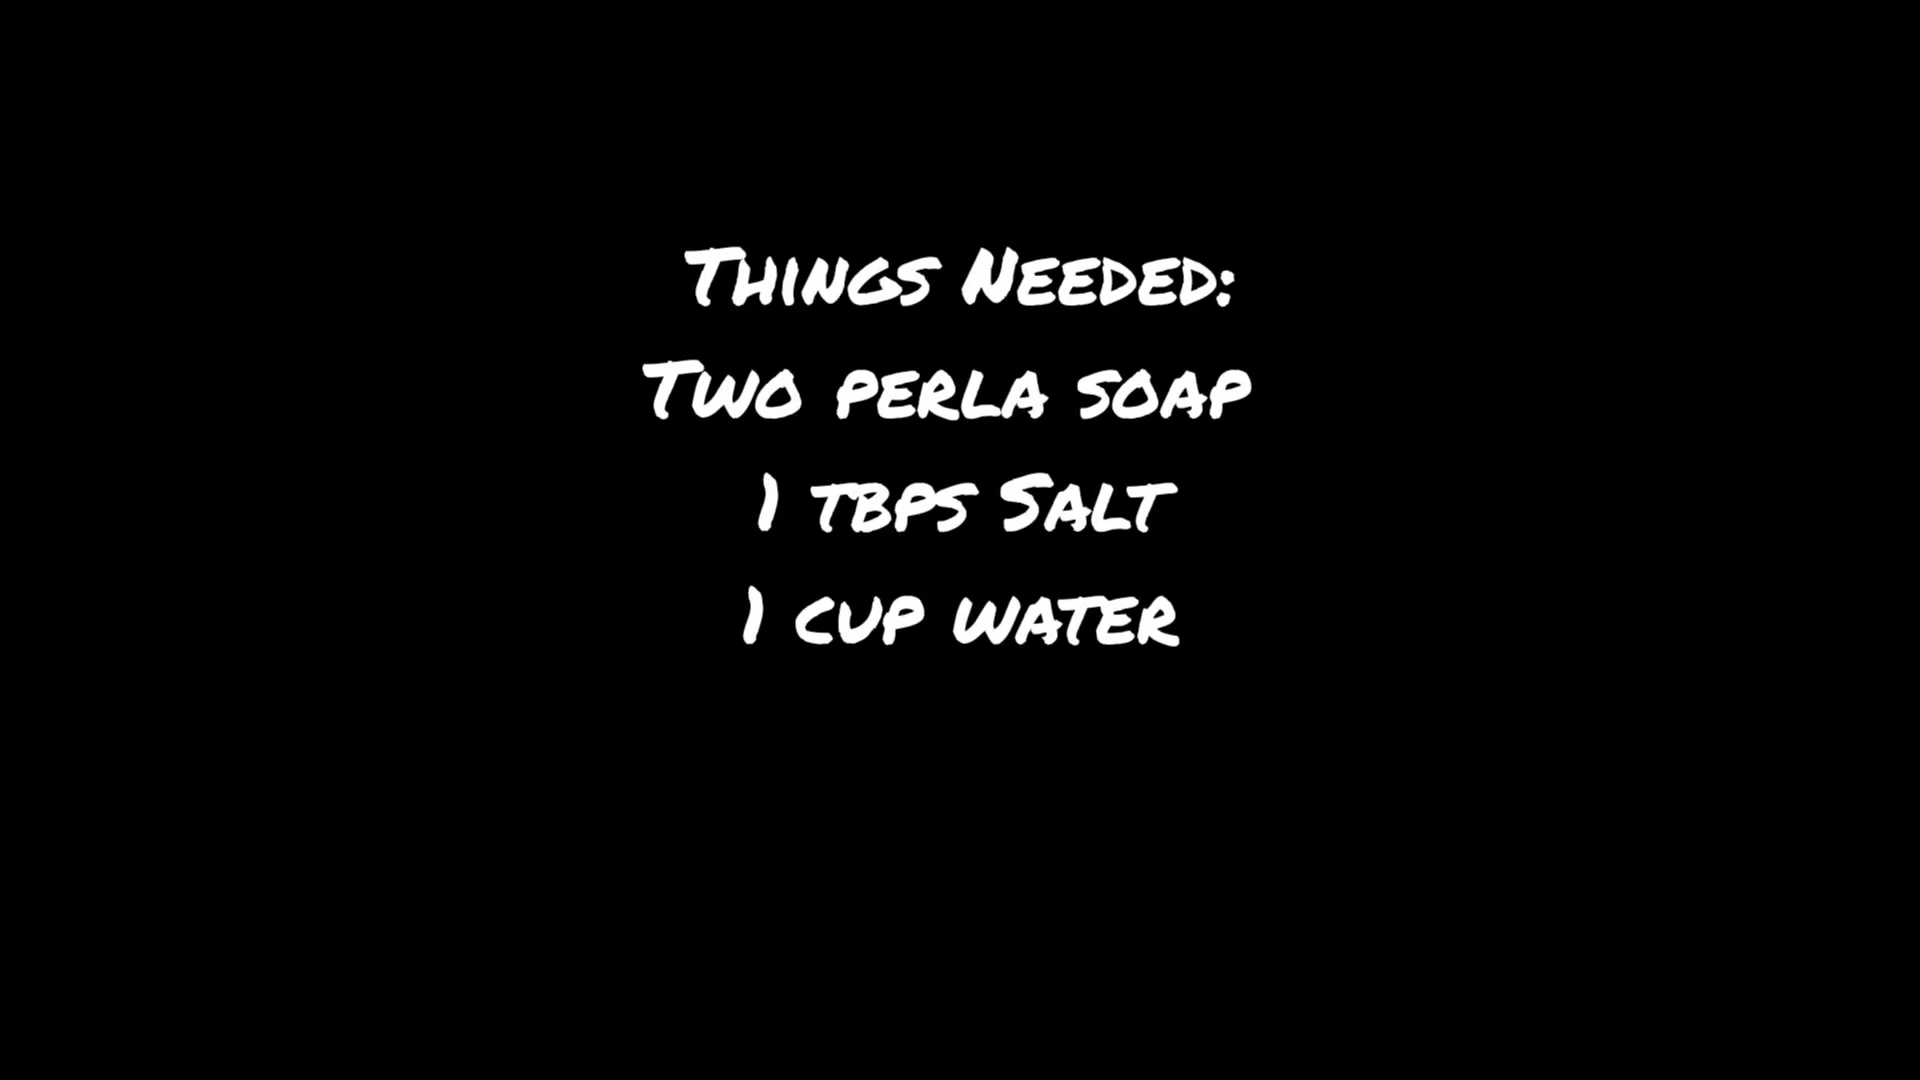 Things Needed:
Two perla soap
1 tbps Salt
1 cup water